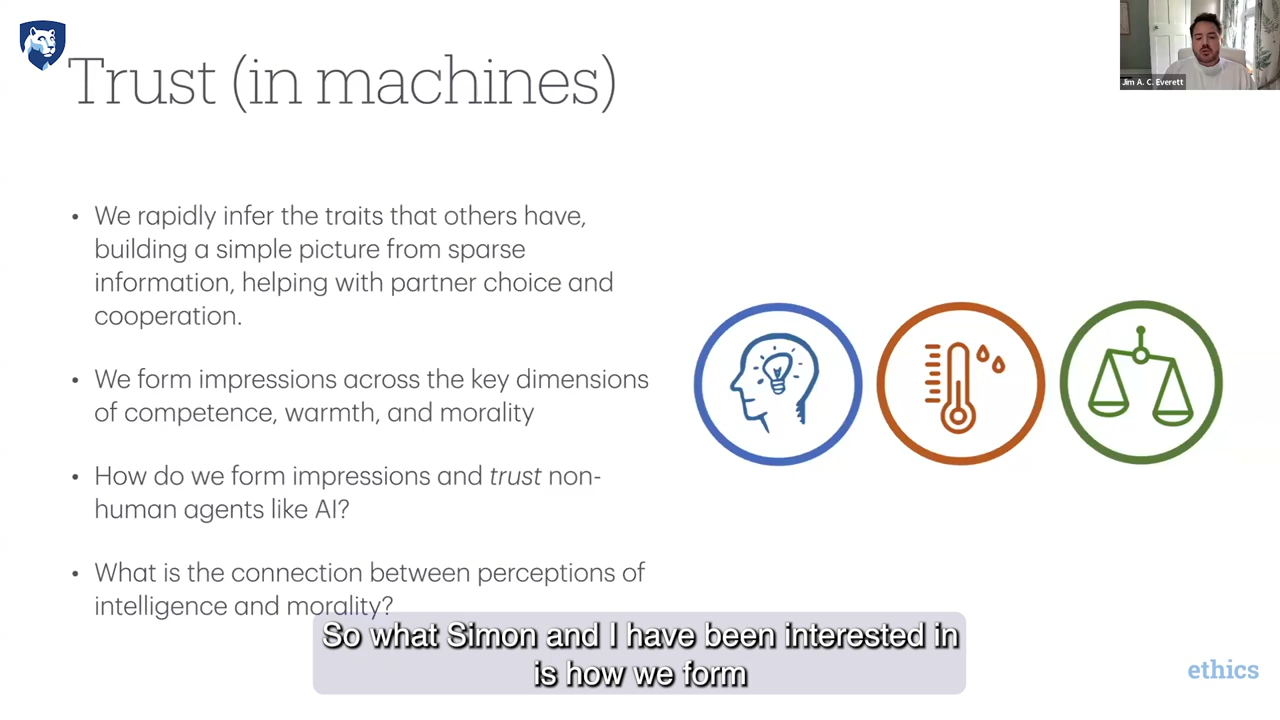 Trust (in machines)
Jim A. C. Everett
• We rapidly infer the traits that others have,
building a simple picture from sparse
information, helping with partner choice and
cooperation.
• We form impressions across the key dimensions
of competence, warmth, and morality
• How do we form impressions and trust non-
human agents like AI?
• What is the connection between perceptions of
intelligence and morality?
So what Simon and I have been interested in
is how we form
ethics